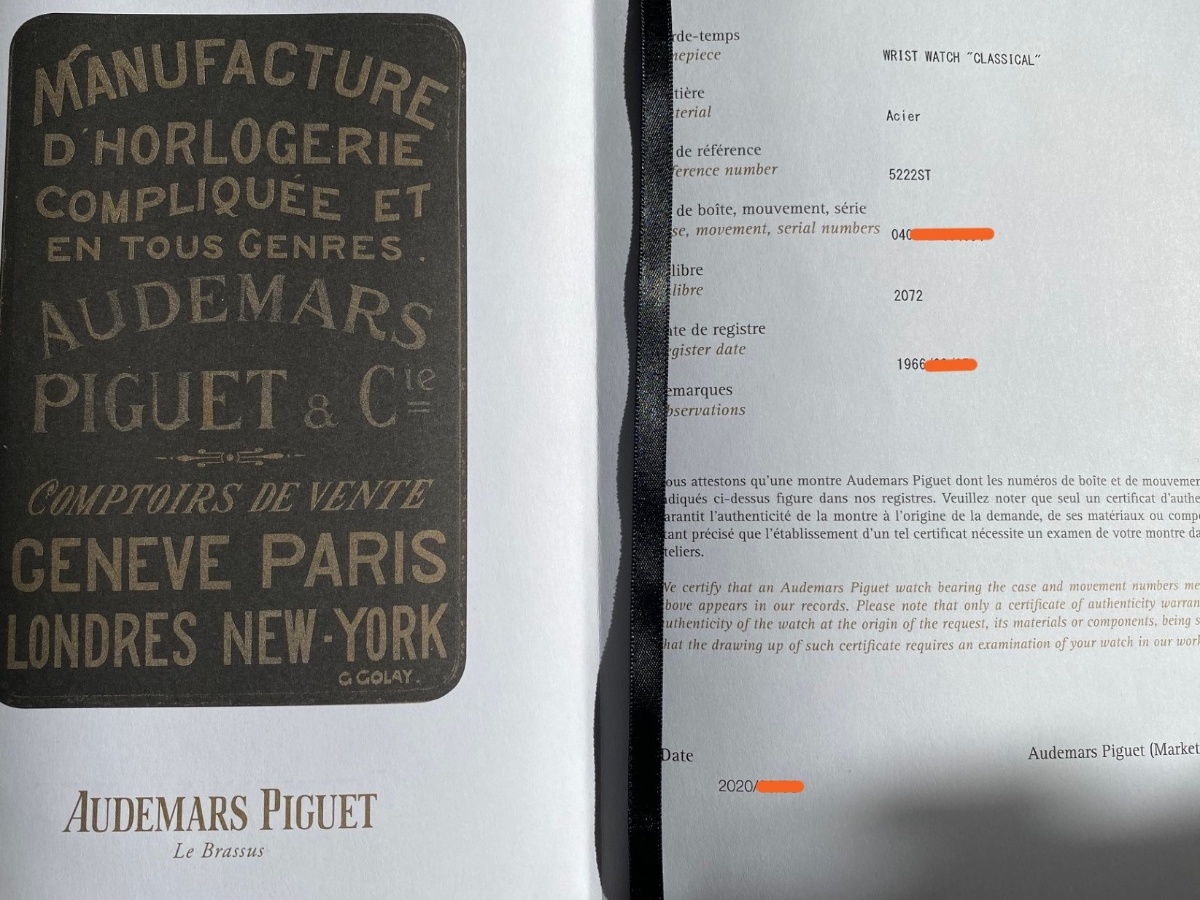 MANUFACTURE
D'HORLOGERIE
COMPLIQUÉE ET
EN TOUS GENRES.
AUDEMARS
PIGUET & Cie
COMPTOIRS DE VENTE
GENEVE PARIS
LONDRES NEW-YORK
G GOLAY.
AUDEMARS PIGUET
Le Brassus
rde-temps
nepiece
WRIST WATCH "CLASSICAL"
tière
terial
Acier
de référence
ference number
5222ST
de boîte, mouvement, série
se, movement, serial numbers
040
libre
libre
2072
te de registre
gister date
1966
emarques
bservations
ous attestons qu'une montre Audemars Piguet dont les numéros de boîte et de mouvemen
diqués ci-dessus figure dans nos registres. Veuillez noter que seul un certificat d'authe
arantit l'authenticité de la montre à l'origine de la demande, de ses matériaux ou comp
tant précisé que l'établissement d'un tel certificat nécessite un examen de votre montre da
teliers.
We certify that an Audemars Piguet watch bearing the case and movement numbers me
bove appears in our records. Please note that only a certificate of authenticity warran
uthenticity of the watch at the origin of the request, its materials or components, being s
hat the drawing up of such certificate requires an examination of your watch in our work
Date
Audemars Piguet (Market
2020/